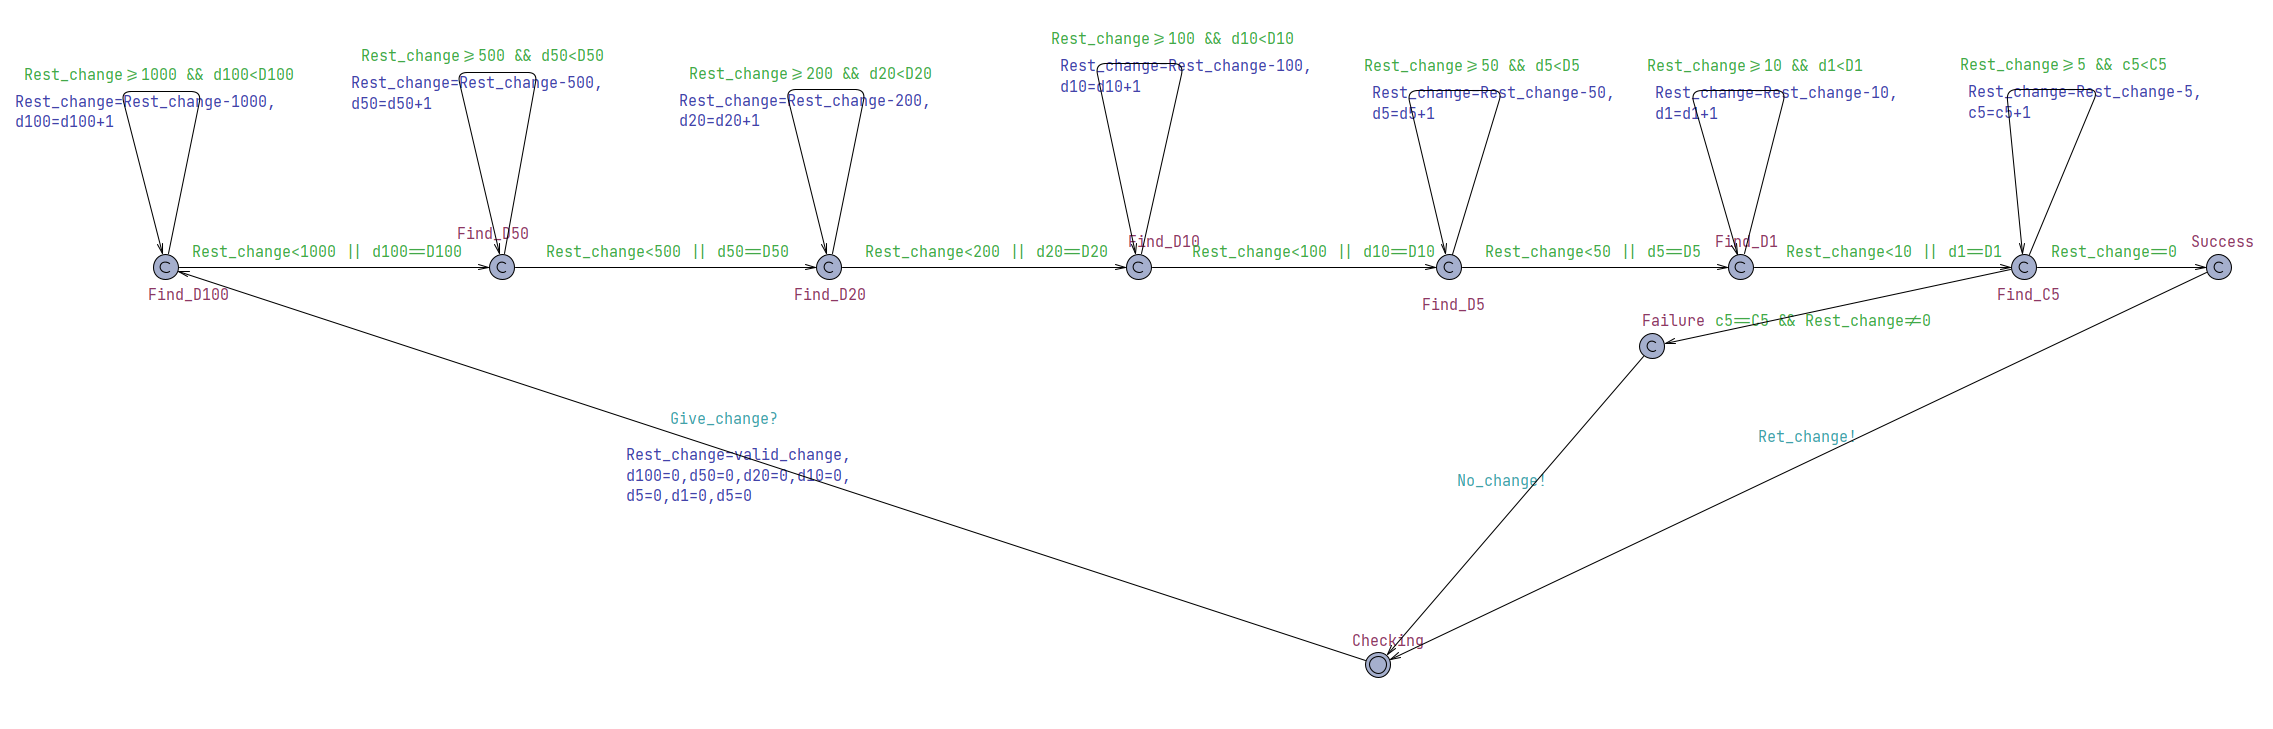 Rest_change≥1000 && d100<D100
Rest_change=Rest_change-1000,
d100=d100+1
Rest_change≥500 && d50<D50
Rest_change=Rest_change-500,
d50=d50+1
Rest_change≥200 && d20<D20
Rest_change=Rest_change-200,
d20=d20+1
Rest_change≥100 && d10<D10
Rest_change=Rest_change-100,
d10=d10+1
Rest_change≥50 && d5<D5
Rest_change=Rest_change-50,
d5=d5+1
Rest_change≥10 && d1<D1
Rest_change=Rest_change-10,
d1=d1+1
Rest_change≥5 && c5<C5
Rest_change=Rest_change-5,
c5=c5+1
C
Find_D100
Rest_change<1000 || d100==D100
Find_D50
C
Rest_change<500 || d50==D50
C
Find_D20
Rest_change<200 || d20==D20
Find_D10
C
Rest_change<100 || d10==D10
C
Find_D5
Rest_change<50 || d5==D5
Find_D1
C
Rest_change<10 || d1==D1
C
Find_C5
Rest_change==0
Success
C
Failure
c5==C5 && Rest_change≠0
C
Give_change?
Rest_change=valid_change,
d100=0,d50=0,d20=0,d10=0,
d5=0,d1=0,d5=0
Ret_change!
No_change!
Checking